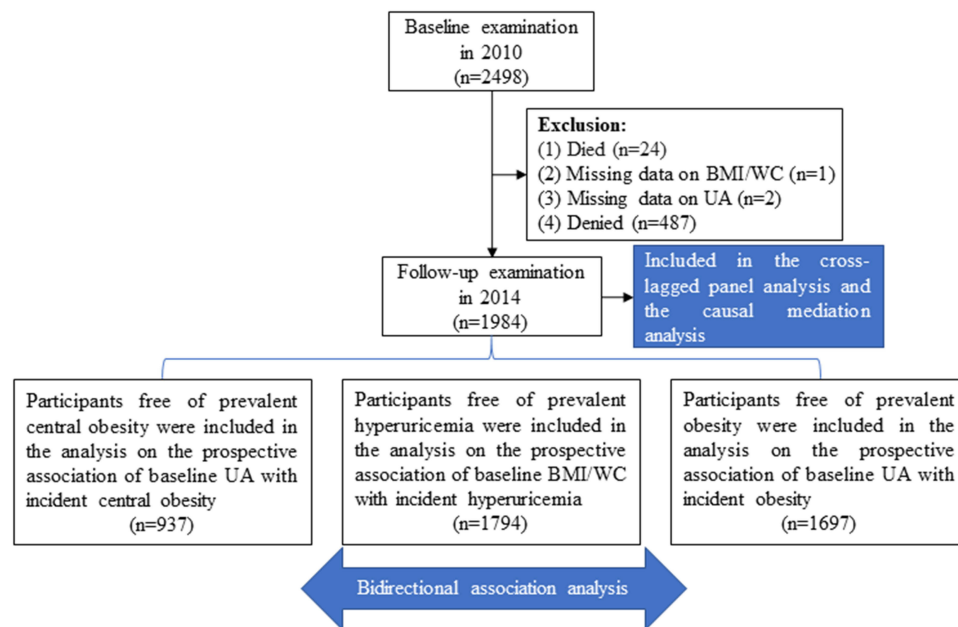 Baseline examination
in 2010
(n=2498)
Exclusion:
(1) Died (n=24)
(2) Missing data on BMI/WC (n=1)
(3) Missing data on UA (n=2)
(4) Denied (n=487)
Follow-up examination
in 2014
(n=1984)
Included in the cross-
lagged panel analysis and
the causal mediation
analysis
Participants free of prevalent
central obesity were included in
the analysis on the prospective
association of baseline UA with
incident central obesity
(n=937)
Participants free of prevalent
hyperuricemia were included in
the analysis on the prospective
association of baseline BMI/WC
with incident hyperuricemia
(n=1794)
Participants free of prevalent
obesity were included in the
analysis on the prospective
association of baseline UA with
incident obesity
(n=1697)
Bidirectional association analysis